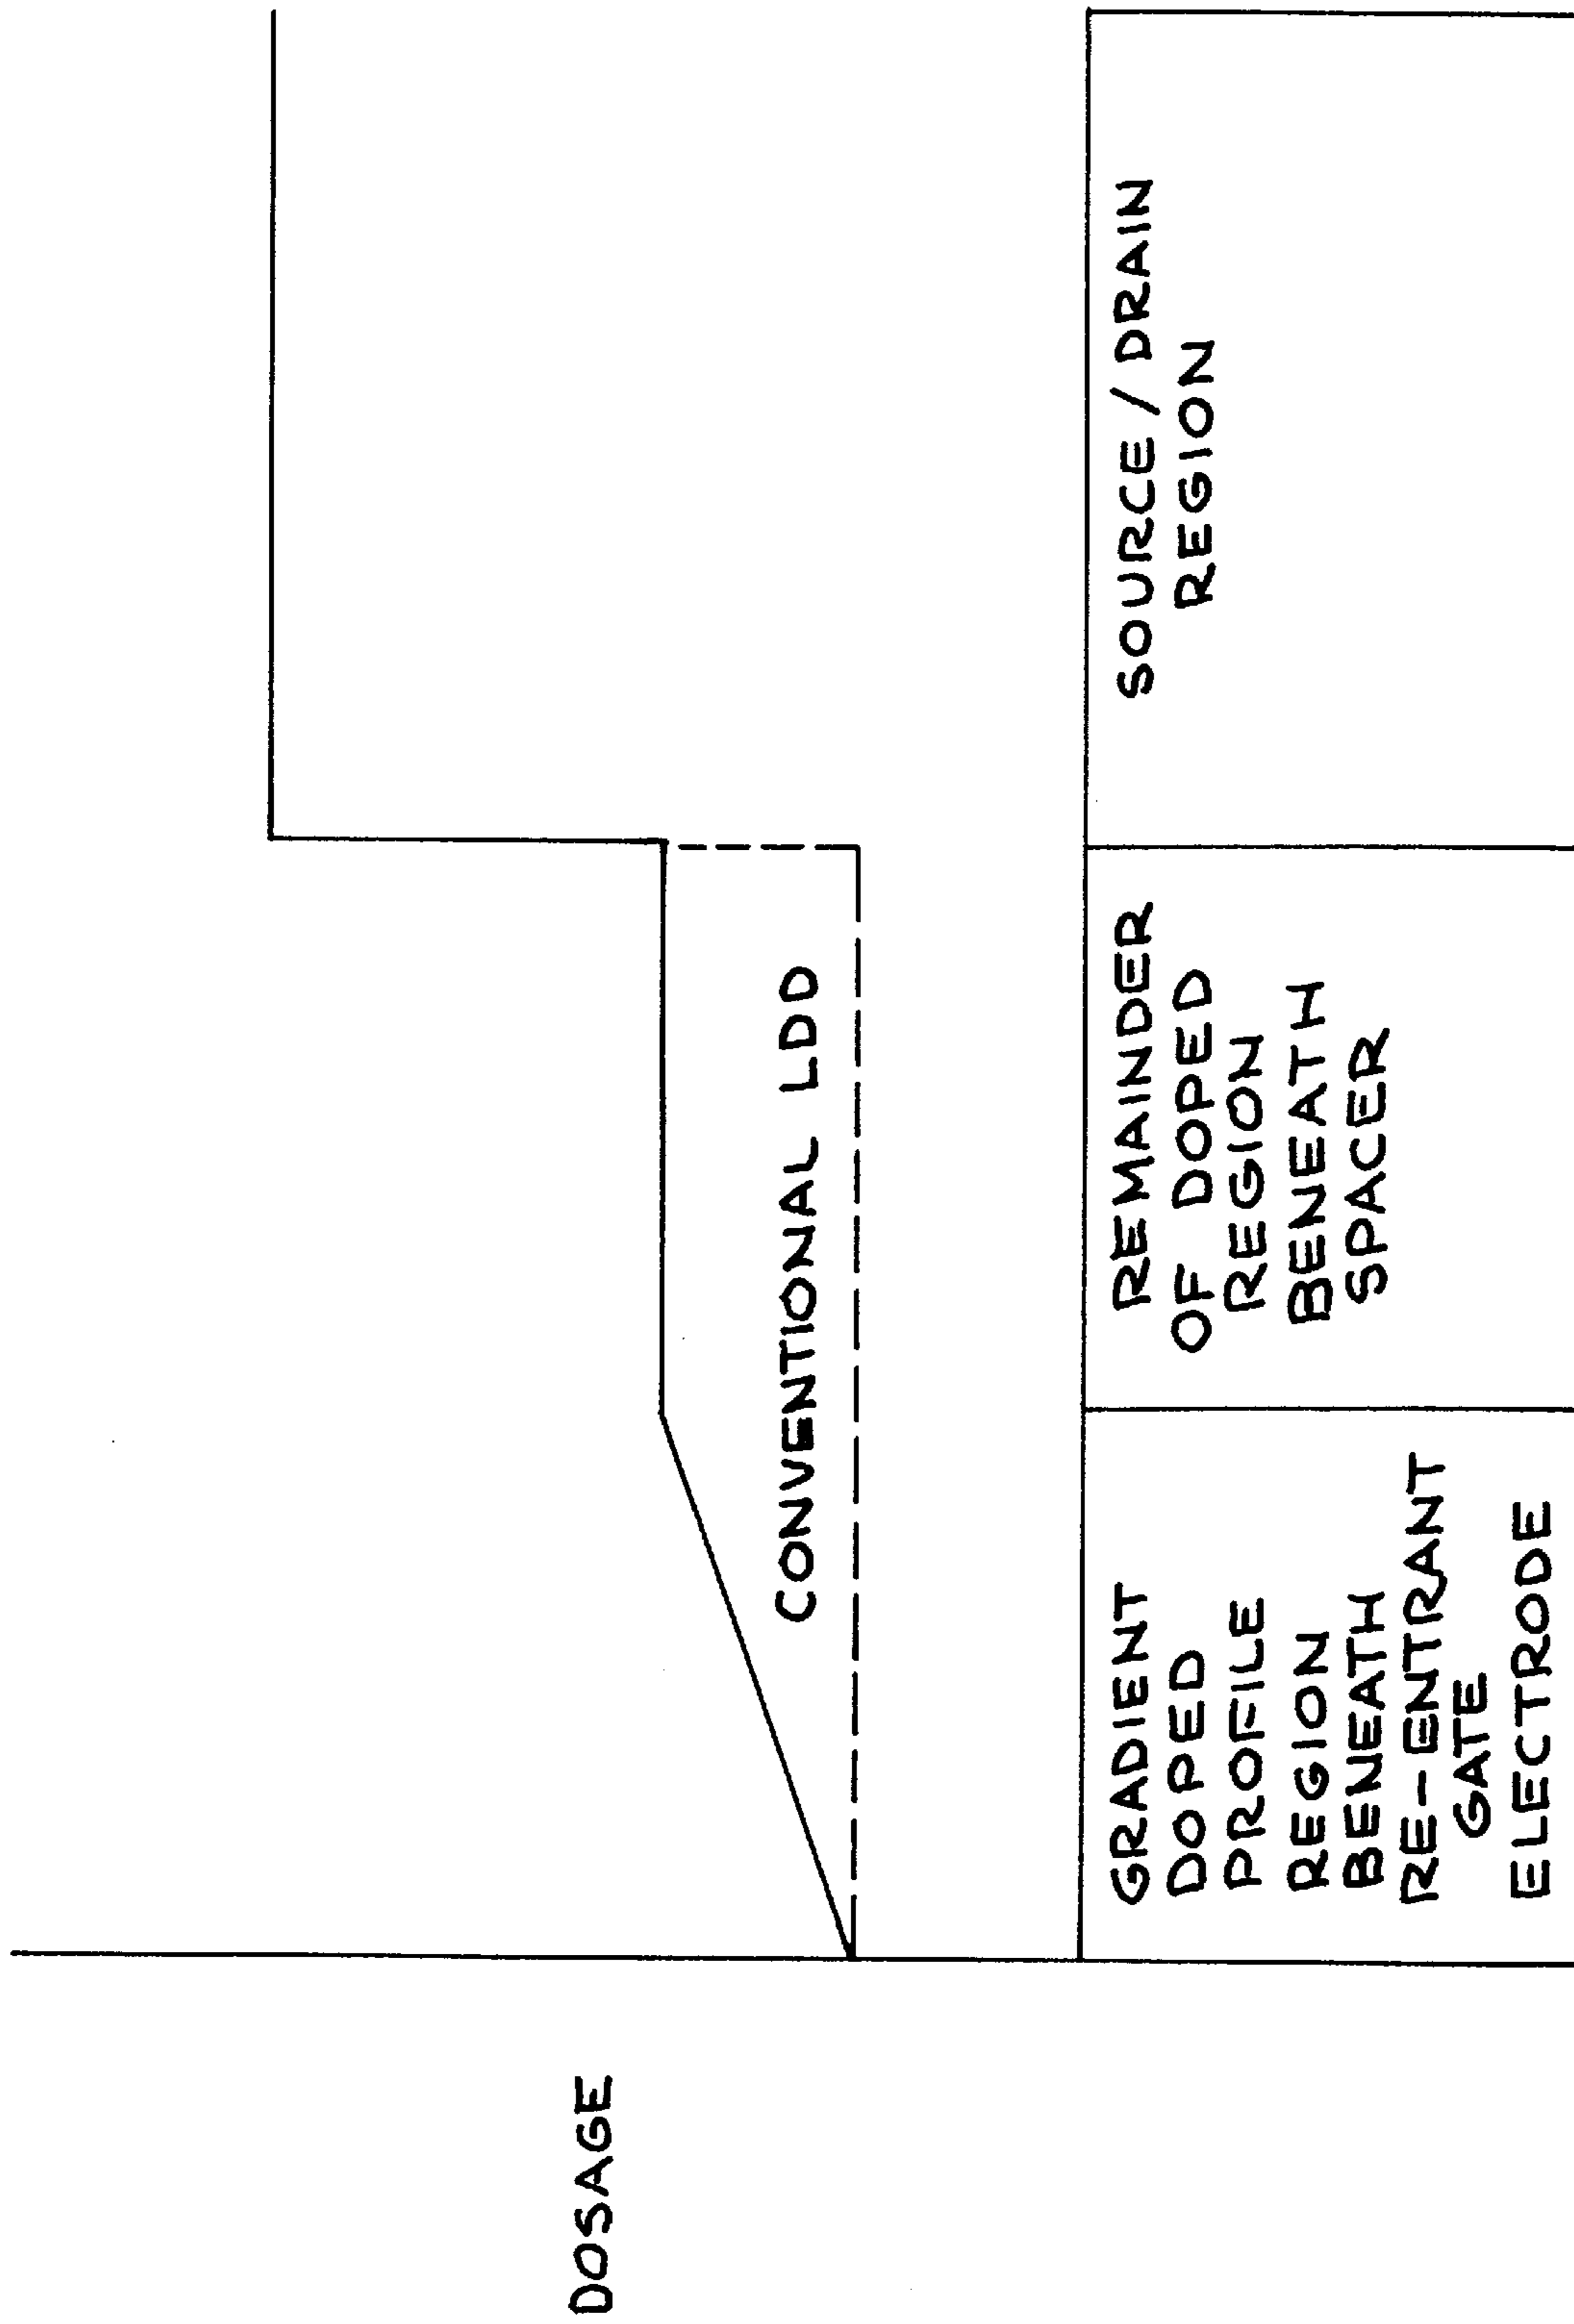 DOSAGE
CONVENTIONAL LDD
GRADIENT
DOPED
PROFILE
REGION
BENEATH
RE-ENTRANT
GATE
ELECTRODE
REMAINDER
OF DOPED
REGION
BENEATH
SPACER
SOURCE/DRAIN
REGION